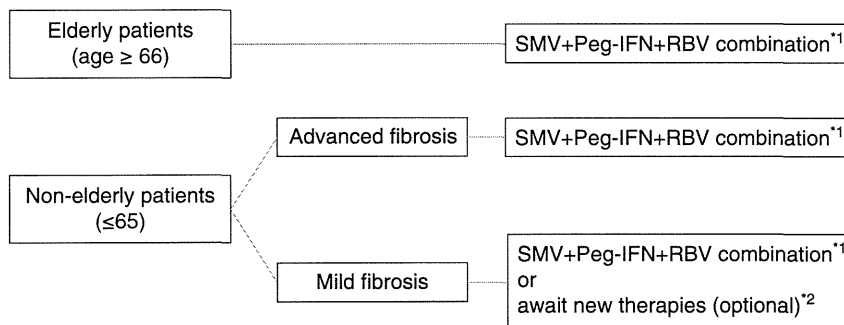 Elderly patients
(age ≥ 66)
SMV+Peg-IFN+RBV combination*1
Advanced fibrosis
SMV+Peg-IFN+RBV combination*1
Non-elderly patients
(≤65)
Mild fibrosis
SMV+Peg-IFN+RBV combination*1
or
await new therapies (optional)*2